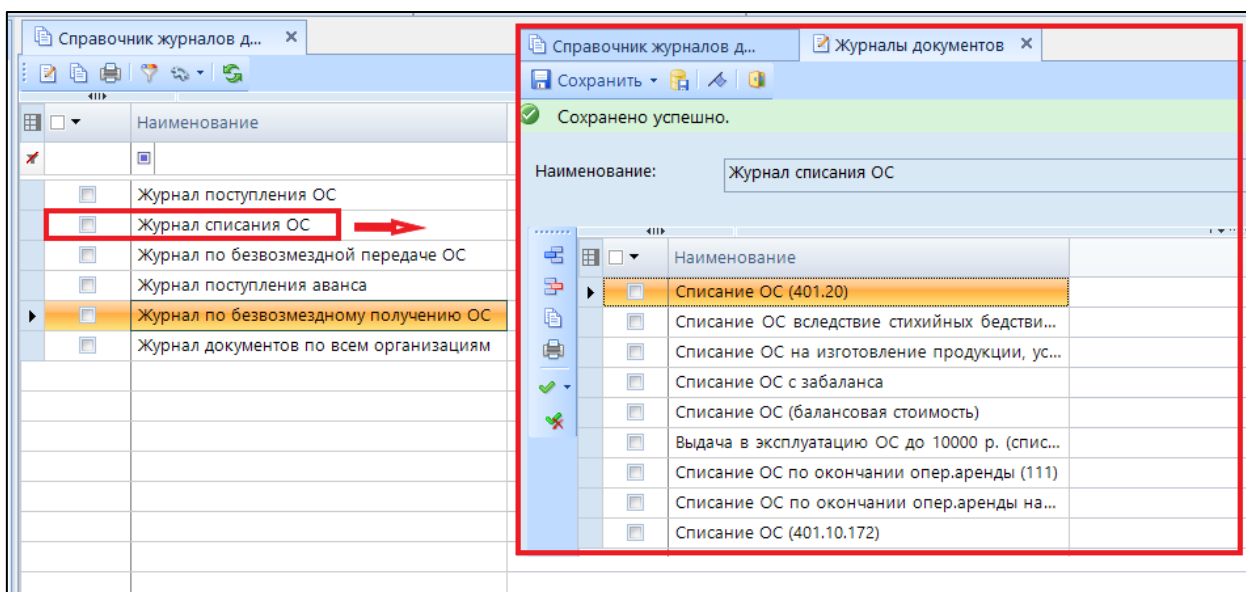 Справочник журналов д...
Наименование
Журнал поступления ОС
Журнал списания ОС
Журнал по безвозмездной передаче ОС
Журнал поступления аванса
Журнал по безвозмездному получению ОС
Журнал документов по всем организациям
Справочник журналов д...
Журналы документов
Сохранить
Сохранено успешно.
Наименование:
Журнал списания ОС
Наименование
Списание ОС (401.20)
Списание ОС вследствие стихийных бедстви...
Списание ОС на изготовление продукции, ус...
Списание ОС с забаланса
Списание ОС (балансовая стоимость)
Выдача в эксплуатацию ОС до 10000 р. (спис...
Списание ОС по окончании опер.аренды (111)
Списание ОС по окончании опер.аренды на...
Списание ОС (401.10.172)